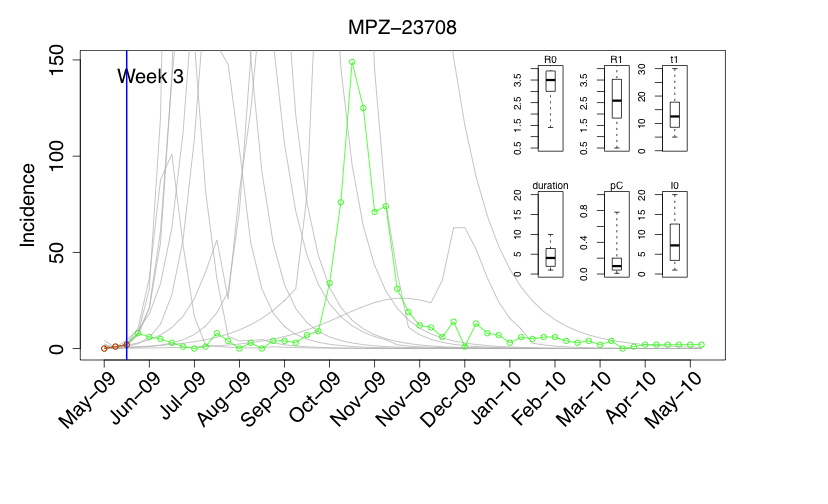 MPZ−23708
Week 3
Incidence
0
50
100
150
May−09
Jun−09
Jul−09
Aug−09
Sep−09
Oct−09
Nov−09
Nov−09
Dec−09
Jan−10
Feb−10
Mar−10
Apr−10
May−10
R0
0.5 1.5 2.5 3.5
R1
0.5 1.5 2.5 3.5
t1
0 10 20 30
duration
0 5 10 15 20
pC
0.0 0.4 0.8
I0
0 5 10 15 20